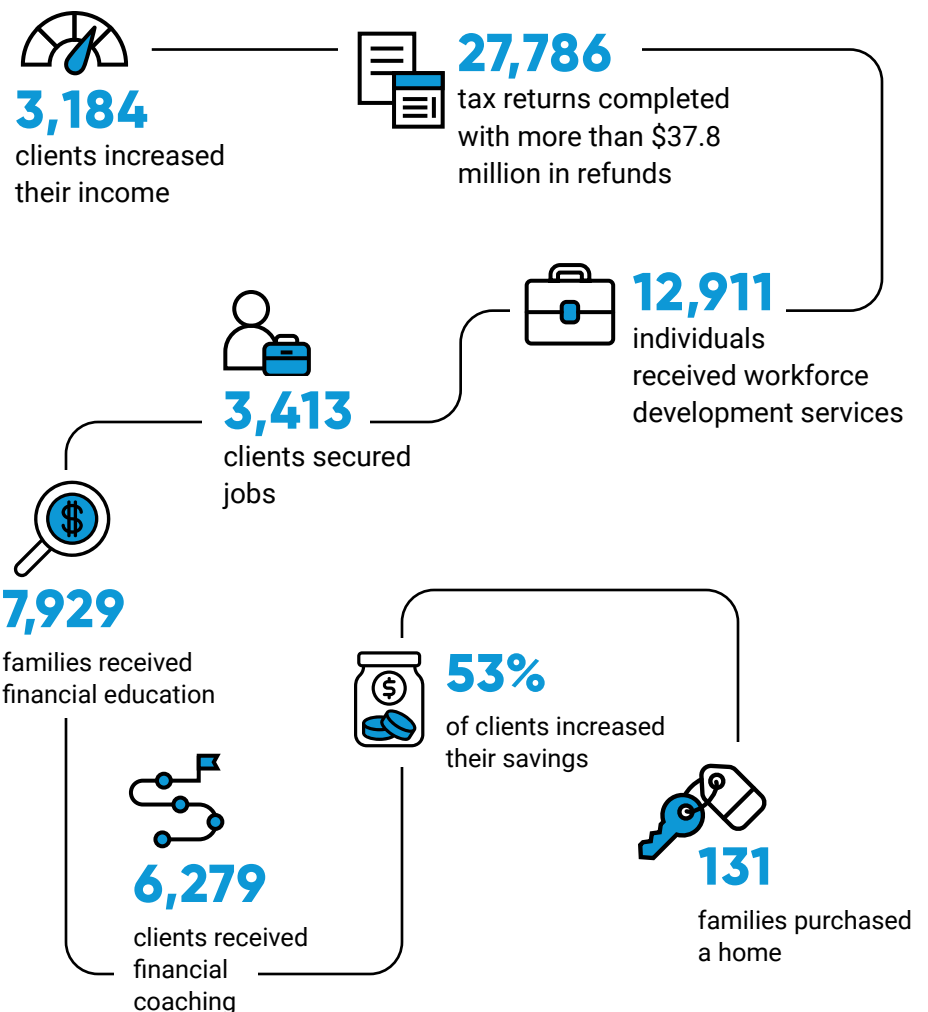 3,184
clients increased
their income
27,786
tax returns completed
with more than $37.8
million in refunds
12,911
individuals
received workforce
development services
3,413
clients secured
jobs
7,929
families received
financial education
53%
of clients increased
their savings
6,279
clients received
financial
coaching
131
families purchased
a home